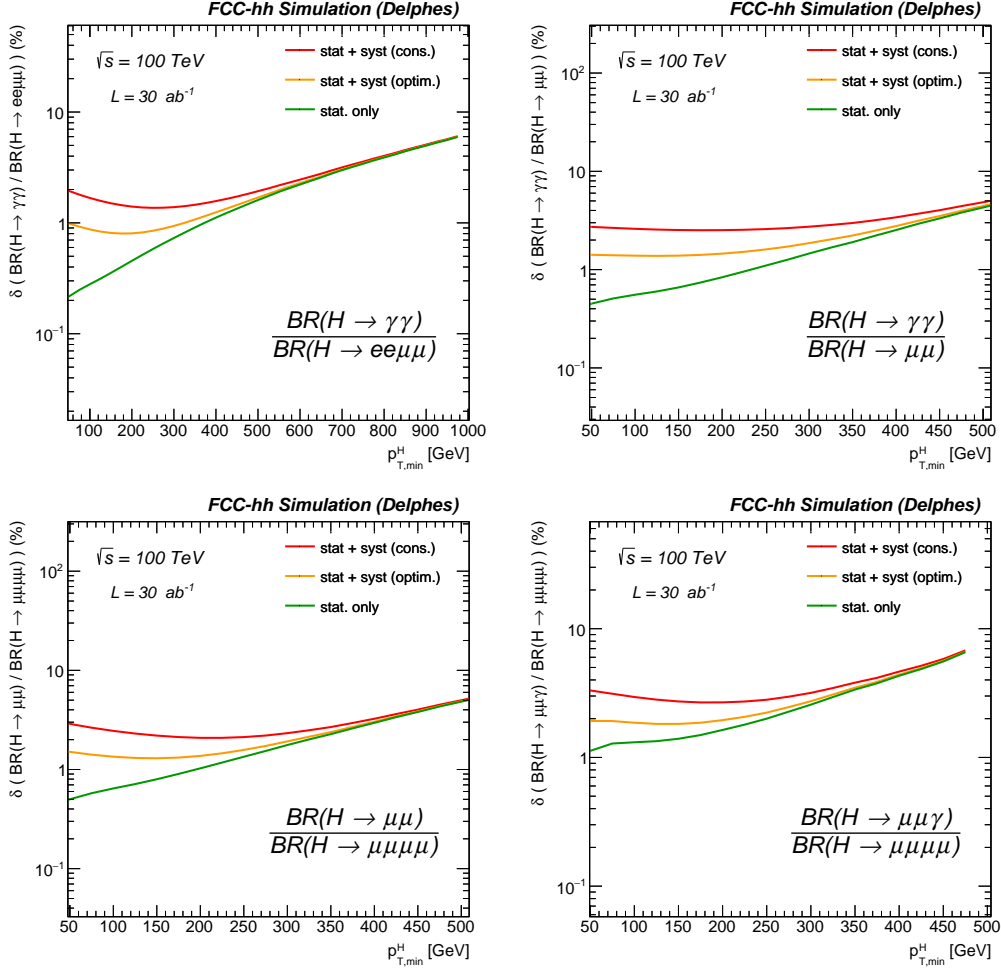 FCC-hh Simulation (Delphes)
δ ( BR(H → γγ) / BR(H → eeμμ) ) (%)
√s = 100 TeV
L = 30 ab⁻¹
stat + syst (cons.)
stat + syst (optim.)
stat. only
10
1
10⁻¹
BR(H → γγ)
BR(H → eeμμ)
100 200 300 400 500 600 700 800 900 1000
p^H_T,min [GeV]
FCC-hh Simulation (Delphes)
δ ( BR(H → γγ) / BR(H → μμ) ) (%)
√s = 100 TeV
L = 30 ab⁻¹
stat + syst (cons.)
stat + syst (optim.)
stat. only
10²
10
1
10⁻¹
BR(H → γγ)
BR(H → μμ)
50 100 150 200 250 300 350 400 450 500
p^H_T,min [GeV]
FCC-hh Simulation (Delphes)
δ ( BR(H → μμ) / BR(H → μμμμ) ) (%)
√s = 100 TeV
L = 30 ab⁻¹
stat + syst (cons.)
stat + syst (optim.)
stat. only
10²
10
1
10⁻¹
BR(H → μμ)
BR(H → μμμμ)
50 100 150 200 250 300 350 400 450 500
p^H_T,min [GeV]
FCC-hh Simulation (Delphes)
δ ( BR(H → μμγ) / BR(H → μμμμ) ) (%)
√s = 100 TeV
L = 30 ab⁻¹
stat + syst (cons.)
stat + syst (optim.)
stat. only
10
1
10⁻¹
BR(H → μμγ)
BR(H → μμμμ)
50 100 150 200 250 300 350 400 450 500
p^H_T,min [GeV]